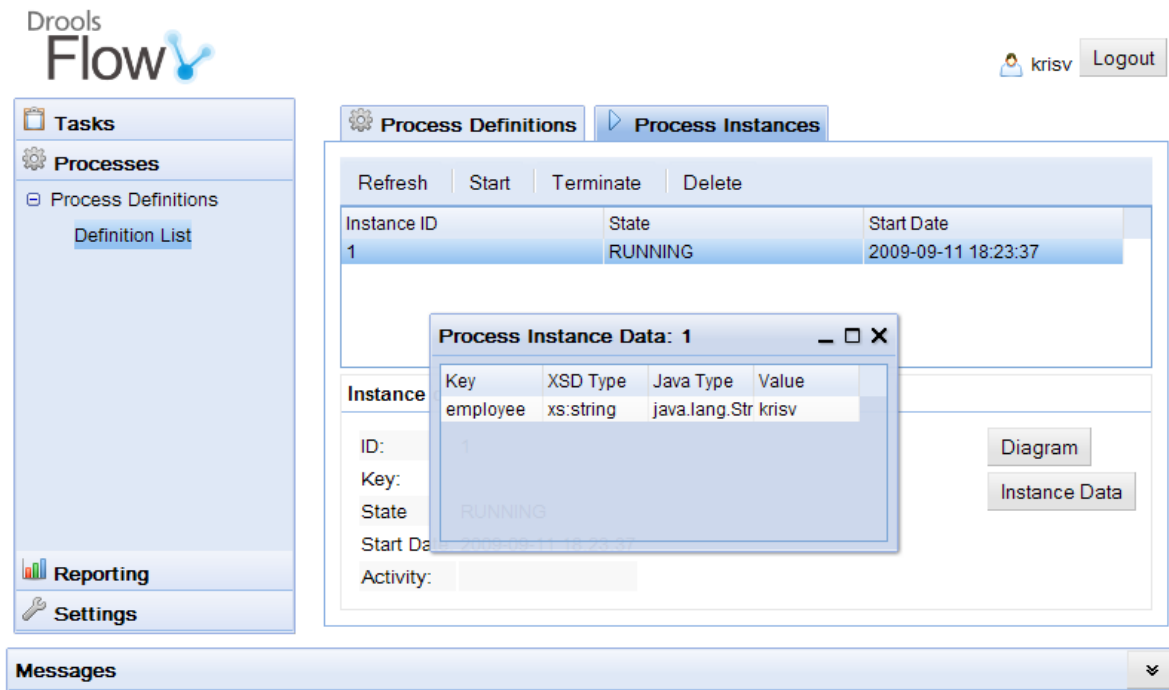 Drools
Flow
krisv Logout
Tasks
Processes
Process Definitions
Definition List
Reporting
Settings
Process Definitions Process Instances
Refresh Start Terminate Delete
Instance ID State Start Date
1 RUNNING 2009-09-11 18:23:37
Process Instance Data: 1
Key XSD Type Java Type Value
employee xs:string java.lang.Str krisv
Instance
ID: 1
Key:
State RUNNING
Start Da 2009-09-11 18:23:37
Activity:
Diagram
Instance Data
Messages